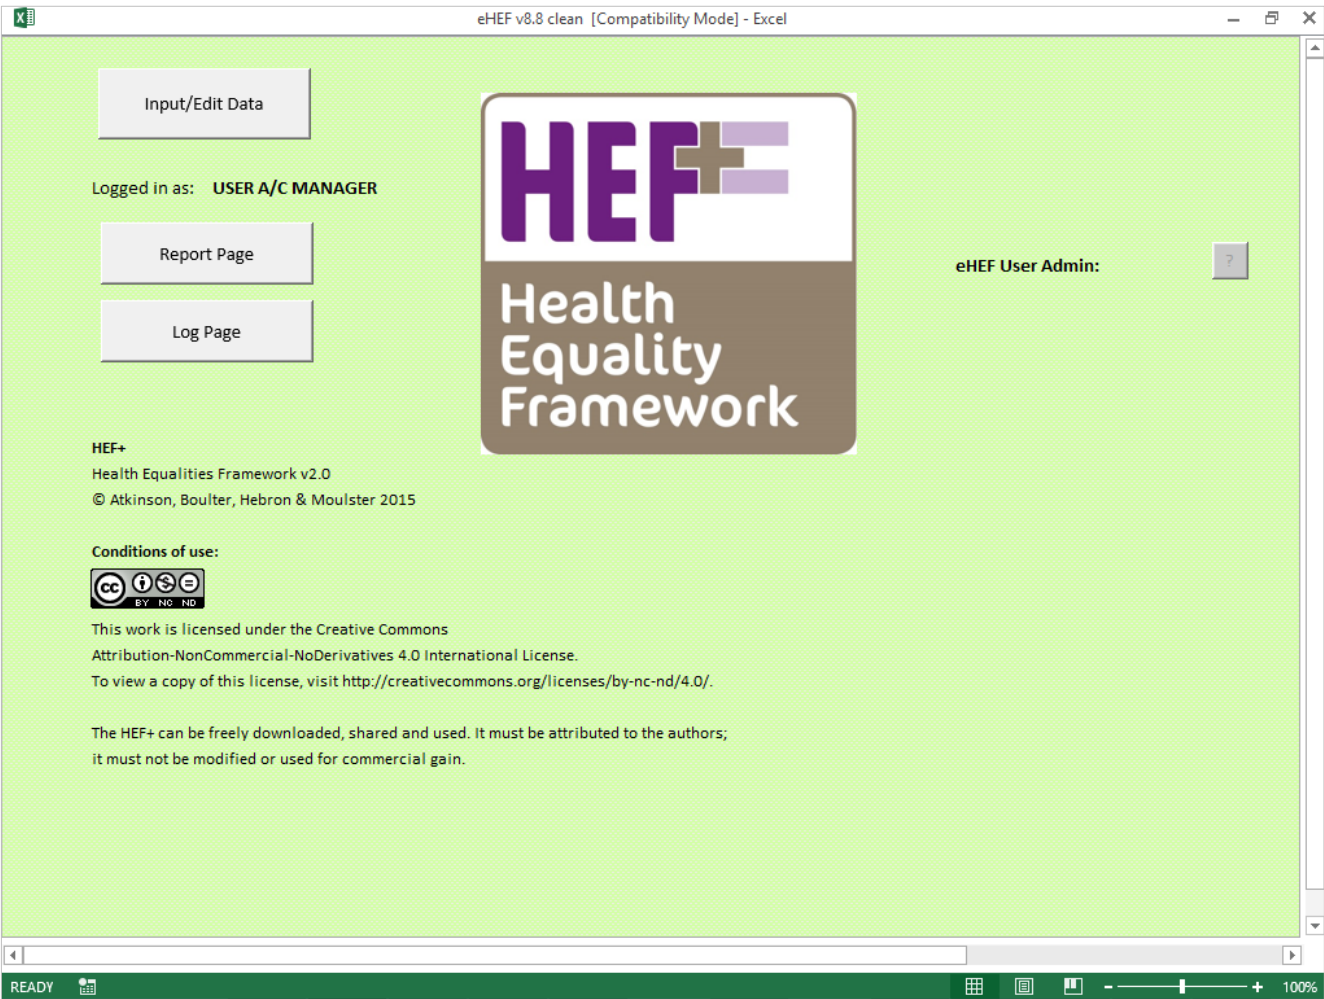 eHEF v8.8 clean  [Compatibility Mode] - Excel
Input/Edit Data
Logged in as: USER A/C MANAGER
Report Page
Log Page
HEF+
Health
Equality
Framework
eHEF User Admin:
?
HEF+
Health Equalities Framework v2.0
© Atkinson, Boulter, Hebron & Moulster 2015
Conditions of use:
cc
BY NC ND
This work is licensed under the Creative Commons
Attribution-NonCommercial-NoDerivatives 4.0 International License.
To view a copy of this license, visit http://creativecommons.org/licenses/by-nc-nd/4.0/.
The HEF+ can be freely downloaded, shared and used. It must be attributed to the authors;
it must not be modified or used for commercial gain.
READY
100%